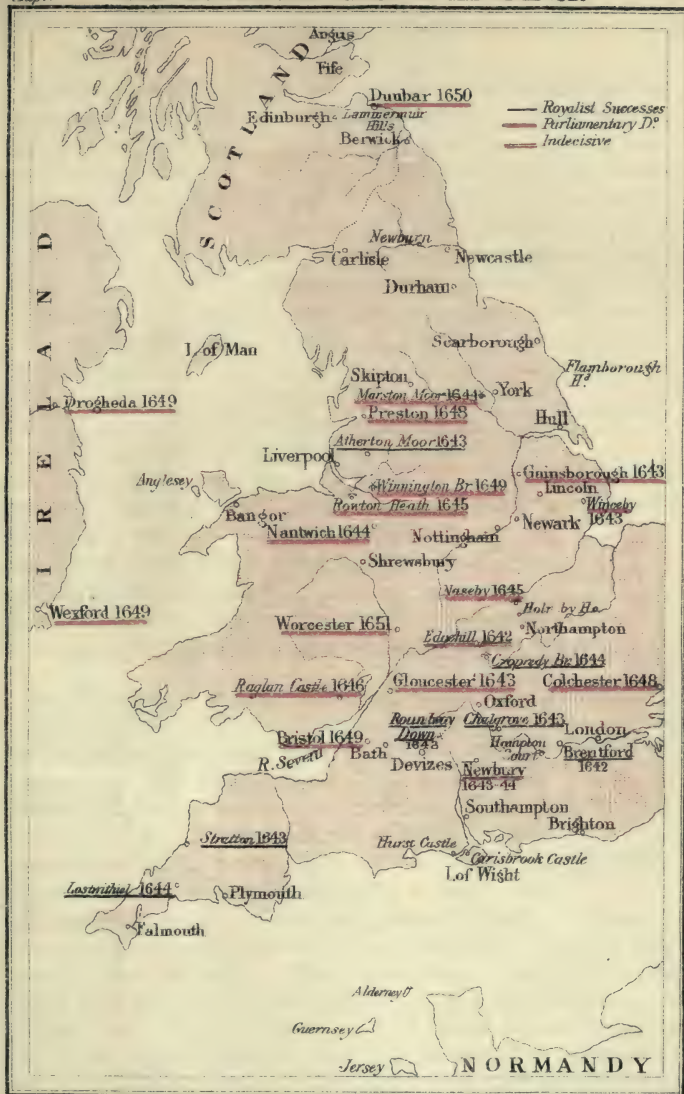 Angus
Fife
SCOTLAND
Dunbar 1650
Edinburgh
Lammermuir
Hills
Berwick
Royalist Successes
Parliamentary Dº
Indecisive
Newburn
Carlisle
Newcastle
Durham
Scarborough
I. of Man
Flamborough
Hd
Skipton
Marston Moor 1644
York
IRELAND
Drogheda 1649
Preston 1648
Hull
Atherton Moor 1643
Liverpool
Gainsborough 1643
Anglesey
Winnington Br. 1649
Lincoln
Winceby
1643
Rowton Heath 1645
Bangor
Newark
Nantwich 1644
Nottingham
Shrewsbury
Naseby 1645
Wexford 1649
Holr by Ho.
Worcester 1651
Northampton
Edgehill 1642
Cropredy Br. 1644
Raglan Castle 1646
Gloucester 1643
Colchester 1648
Oxford
Roundway
Down
1643
Chalgrove 1643
London
Bristol 1649
Hampton
Court
Brentford
1642
Bath
R. Severn
Devizes
Newbury
1643-44
Southampton
Brighton
Stratton 1643
Hurst Castle
Carisbrook Castle
I. of Wight
Lostwithiel 1644
Plymouth
Falmouth
Alderney
Guernsey
Jersey
NORMANDY